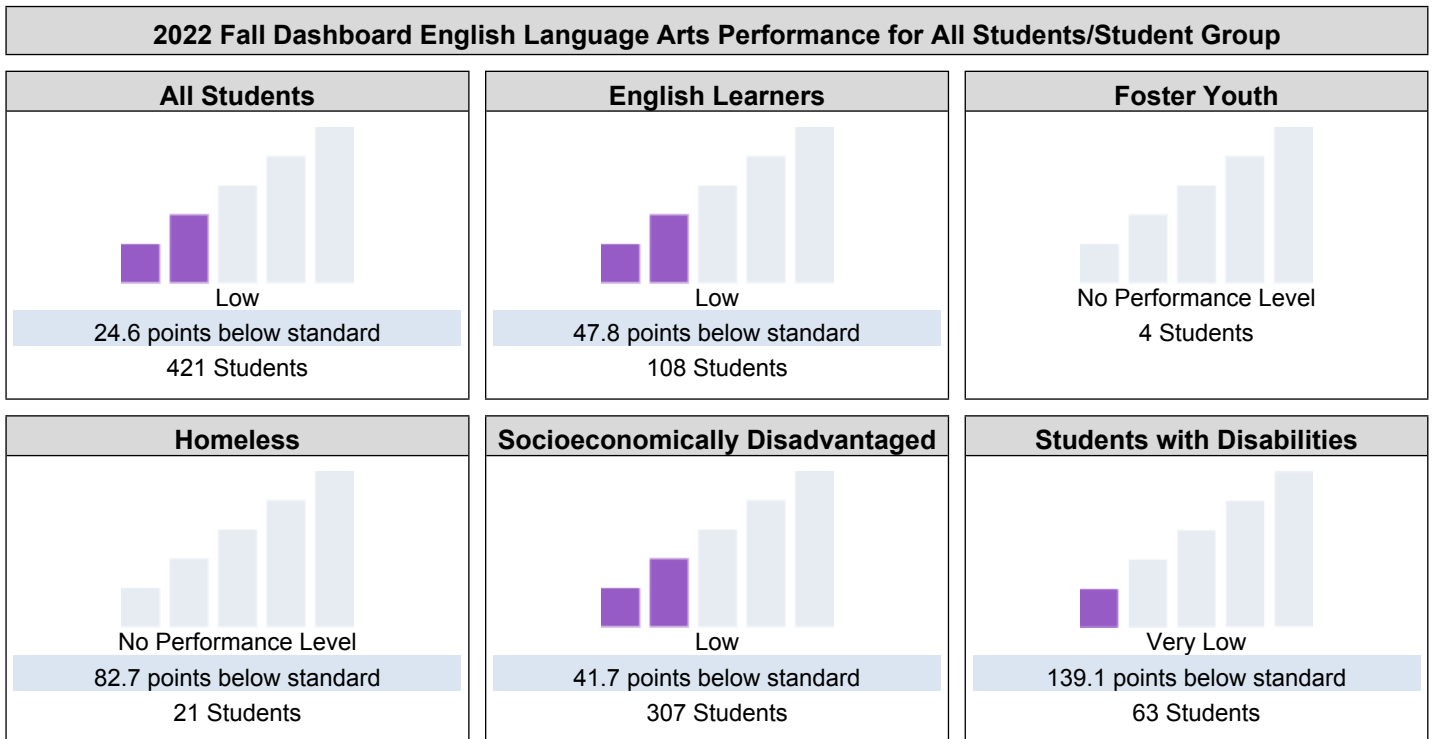 2022 Fall Dashboard English Language Arts Performance for All Students/Student Group
All Students
Low
24.6 points below standard
421 Students
English Learners
Low
47.8 points below standard
108 Students
Foster Youth
No Performance Level
4 Students
Homeless
No Performance Level
82.7 points below standard
21 Students
Socioeconomically Disadvantaged
Low
41.7 points below standard
307 Students
Students with Disabilities
Very Low
139.1 points below standard
63 Students